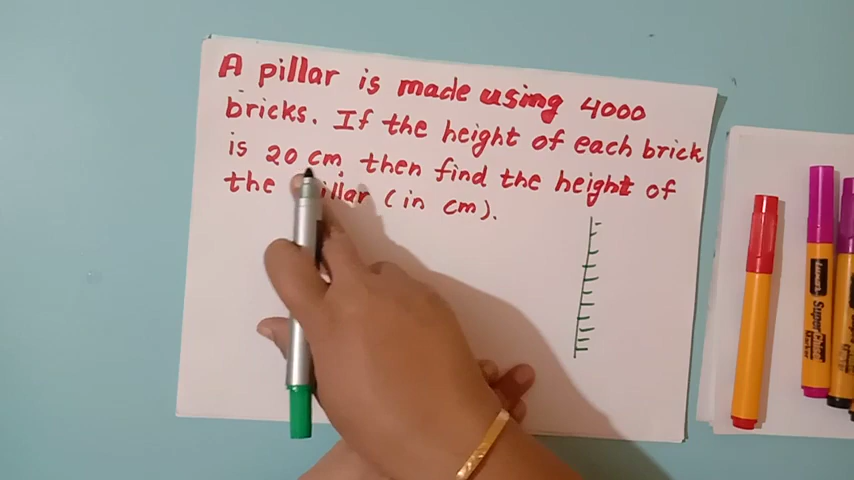 A pillar is made using 4000
bricks. If the height of each brick
is 20 cm, then find the height of
the pillar (in cm).